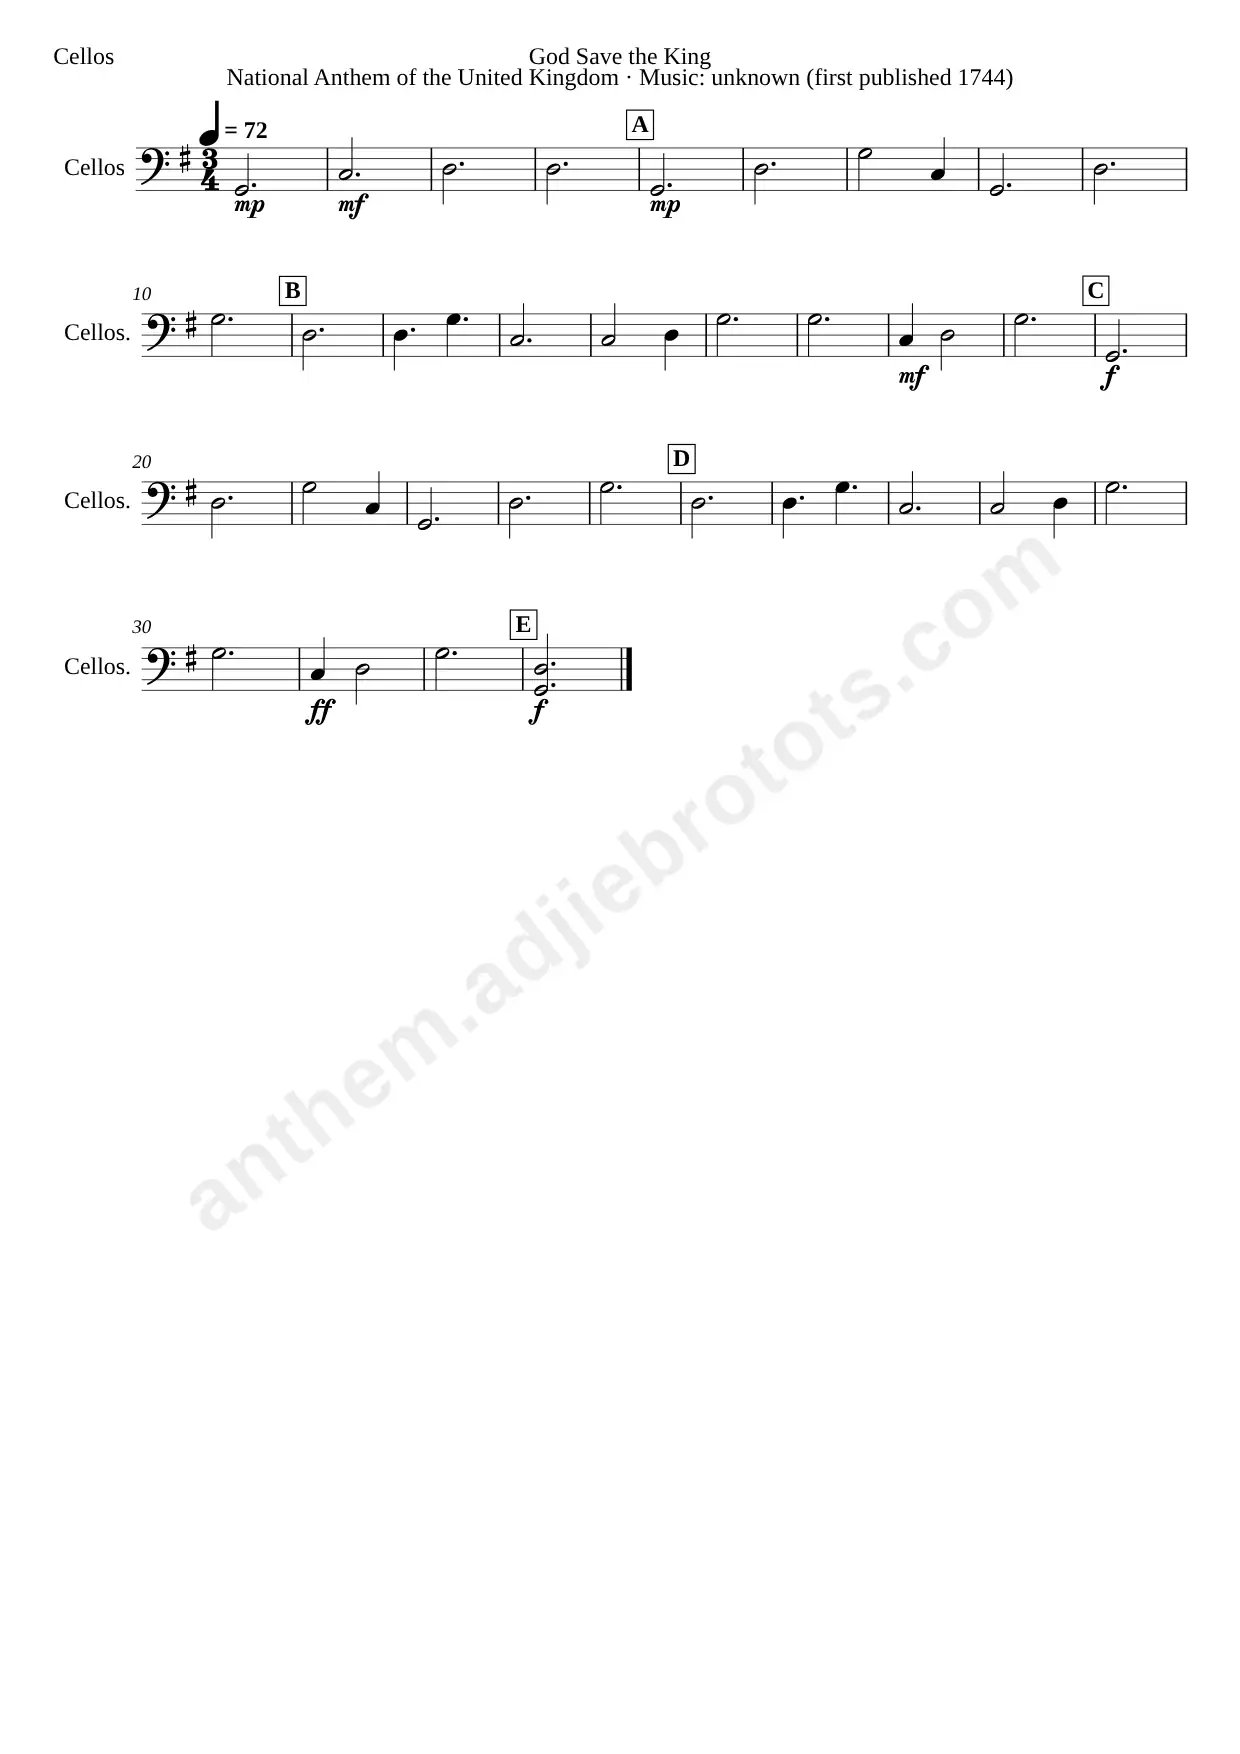 Cellos
God Save the King
National Anthem of the United Kingdom · Music: unknown (first published 1744)
= 72
A
Cellos
3
4
mp
mf
mp
10
B
C
Cellos.
mf
f
20
D
Cellos.
30
E
Cellos.
ff
f
anthem.adjiebrotots.com